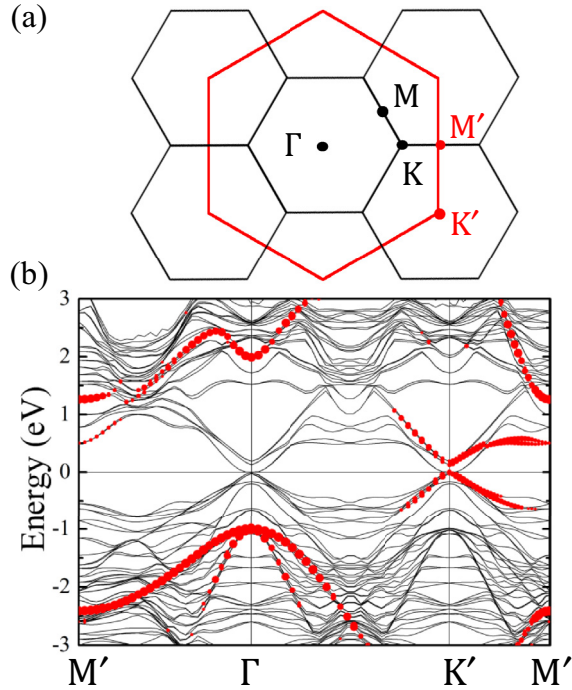 (a)
M
Γ
M′
K
K′
(b)
3
2
1
0
-1
-2
-3
Energy (eV)
M′ Γ K′ M′